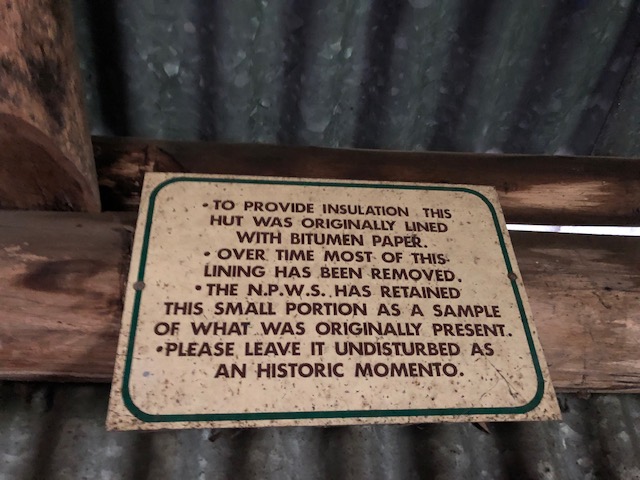 • TO PROVIDE INSULATION THIS
HUT WAS ORIGINALLY LINED
WITH BITUMEN PAPER.
• OVER TIME MOST OF THIS
LINING HAS BEEN REMOVED.
• THE N.P.W.S. HAS RETAINED
THIS SMALL PORTION AS A SAMPLE
OF WHAT WAS ORIGINALLY PRESENT.
• PLEASE LEAVE IT UNDISTURBED AS
AN HISTORIC MOMENTO.